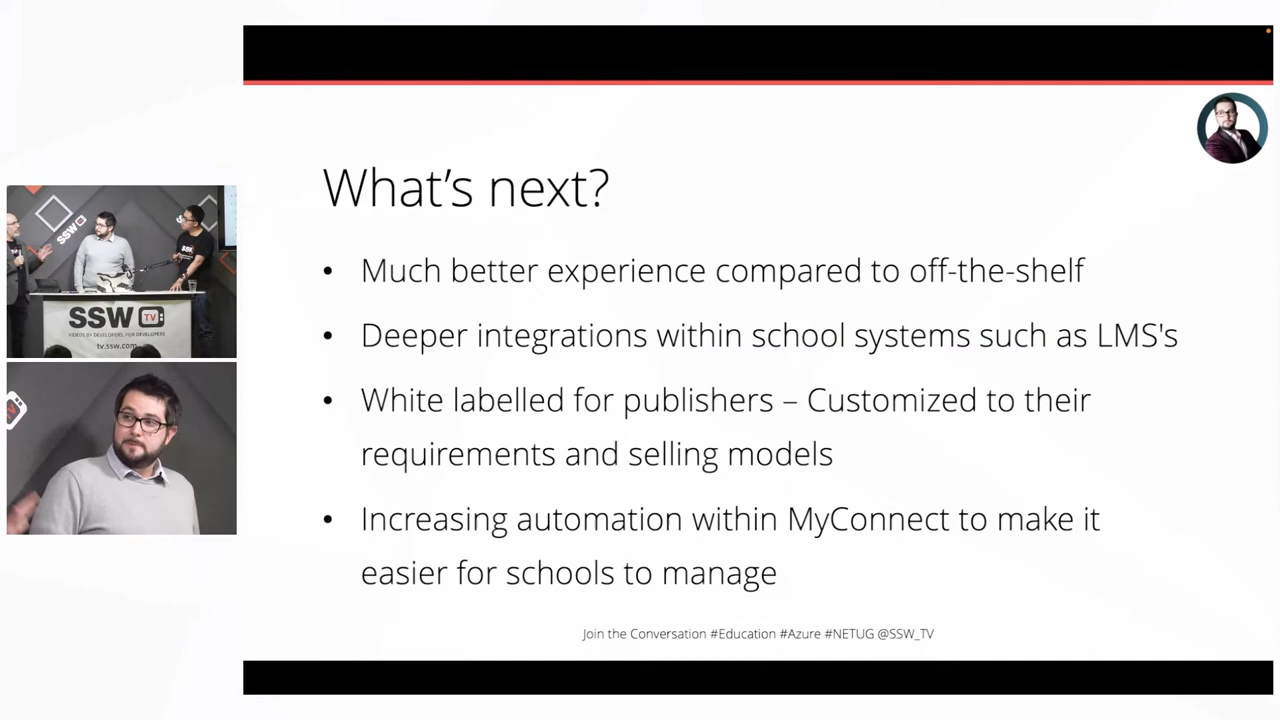 What's next?
• Much better experience compared to off-the-shelf
• Deeper integrations within school systems such as LMS's
• White labelled for publishers – Customized to their
requirements and selling models
• Increasing automation within MyConnect to make it
easier for schools to manage
Join the Conversation #Education #Azure #NETUG @SSW_TV
SSW
SSW TV
VIDEOS BY DEVELOPERS, FOR DEVELOPERS
tv.ssw.com